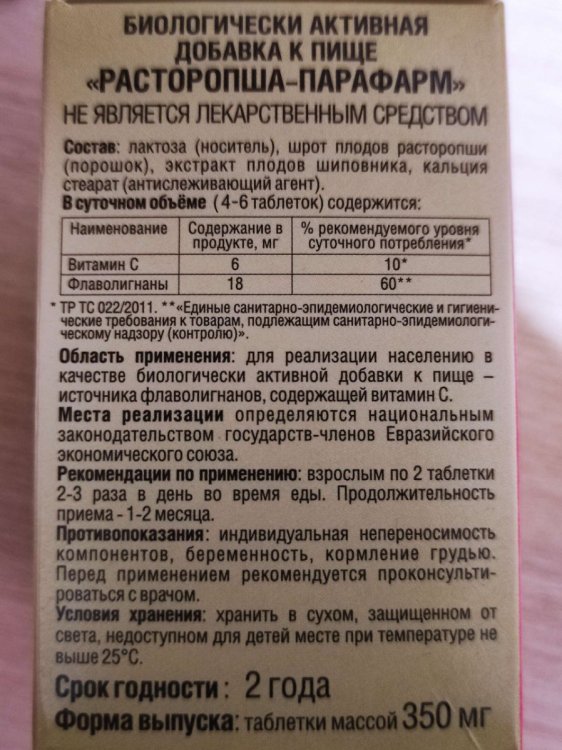 БИОЛОГИЧЕСКИ АКТИВНАЯ
ДОБАВКА К ПИЩЕ
«РАСТОРОПША-ПАРАФАРМ»
НЕ ЯВЛЯЕТСЯ ЛЕКАРСТВЕННЫМ СРЕДСТВОМ
Состав: лактоза (носитель), шрот плодов расторопши
(порошок), экстракт плодов шиповника, кальция
стеарат (антислеживающий агент).
В суточном объёме (4-6 таблеток) содержится:
Наименование Содержание в продукте, мг % рекомендуемого уровня суточного потребления*
Витамин С 6 10*
Флаволигнаны 18 60**
* ТР ТС 022/2011. **«Единые санитарно-эпидемиологические и гигиени-
ческие требования к товарам, подлежащим санитарно-эпидемиологи-
ческому надзору (контролю)».
Область применения: для реализации населению в
качестве биологически активной добавки к пище –
источника флаволигнанов, содержащей витамин С.
Места реализации определяются национальным
законодательством государств-членов Евразийского
экономического союза.
Рекомендации по применению: взрослым по 2 таблетки
2-3 раза в день во время еды. Продолжительность
приема - 1-2 месяца.
Противопоказания: индивидуальная непереносимость
компонентов, беременность, кормление грудью.
Перед применением рекомендуется проконсульти-
роваться с врачом.
Условия хранения: хранить в сухом, защищенном от
света, недоступном для детей месте при температуре не
выше 25°С.
Срок годности: 2 года
Форма выпуска: таблетки массой 350 мг